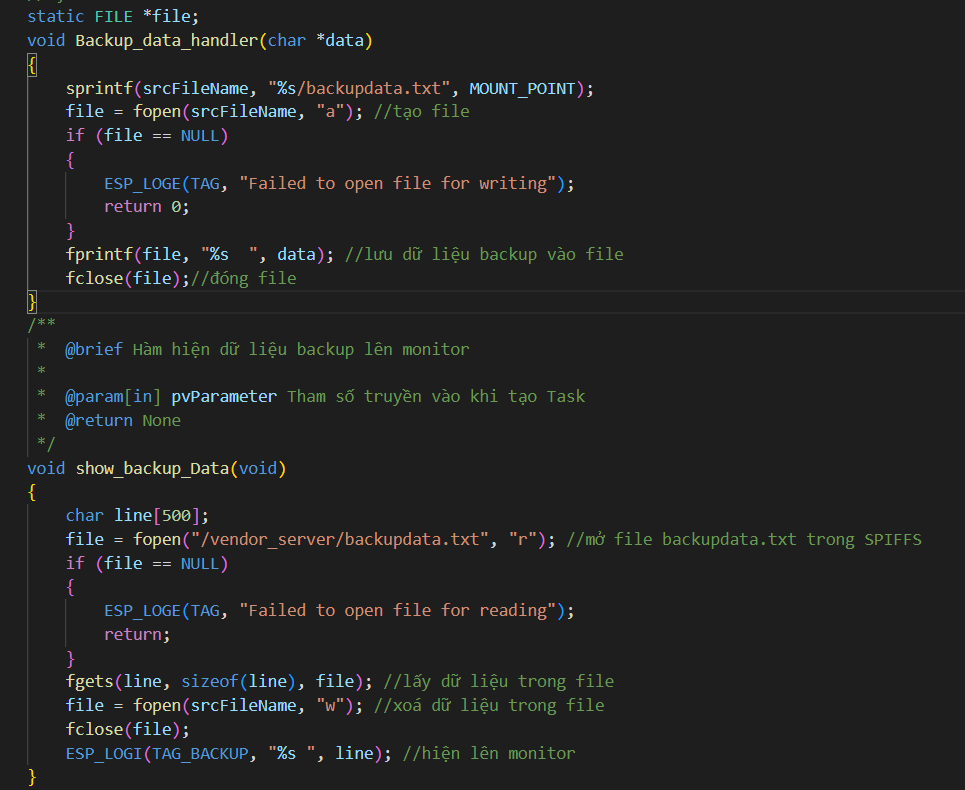 static FILE *file;
void Backup_data_handler(char *data)
{
    sprintf(srcFileName, "%s/backupdata.txt", MOUNT_POINT);
    file = fopen(srcFileName, "a"); //tạo file
    if (file == NULL)
    {
        ESP_LOGE(TAG, "Failed to open file for writing");
        return 0;
    }
    fprintf(file, "%s  ", data); //lưu dữ liệu backup vào file
    fclose(file);//đóng file
}
/**
 *  @brief Hàm hiện dữ liệu backup lên monitor
 *
 *  @param[in] pvParameter Tham số truyền vào khi tạo Task
 *  @return None
 */
void show_backup_Data(void)
{
    char line[500];
    file = fopen("/vendor_server/backupdata.txt", "r"); //mở file backupdata.txt trong SPIFFS
    if (file == NULL)
    {
        ESP_LOGE(TAG, "Failed to open file for reading");
        return;
    }
    fgets(line, sizeof(line), file); //lấy dữ liệu trong file
    file = fopen(srcFileName, "w"); //xoá dữ liệu trong file
    fclose(file);
    ESP_LOGI(TAG_BACKUP, "%s ", line); //hiện lên monitor
}